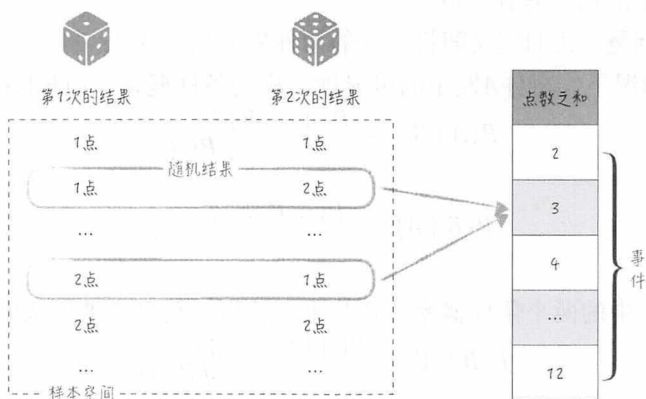 第1次的结果 第2次的结果
点数之和
1点 1点
随机结果
1点 2点
... ...
2点 1点
2点 2点
... ...
样本空间
2
3
4
...
12
事件